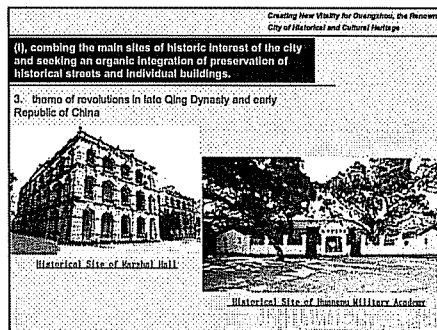 Creating New Vitality for Guangzhou, the Renown
City of Historical and Cultural Heritage
(I), combing the main sites of historic interest of the city
and seeking an organic integration of preservation of
historical streets and individual buildings.
3. theme of revolutions in late Qing Dynasty and early
Republic of China
Historical Site of Marshal Hall
Historical Site of Huangpu Military Academy